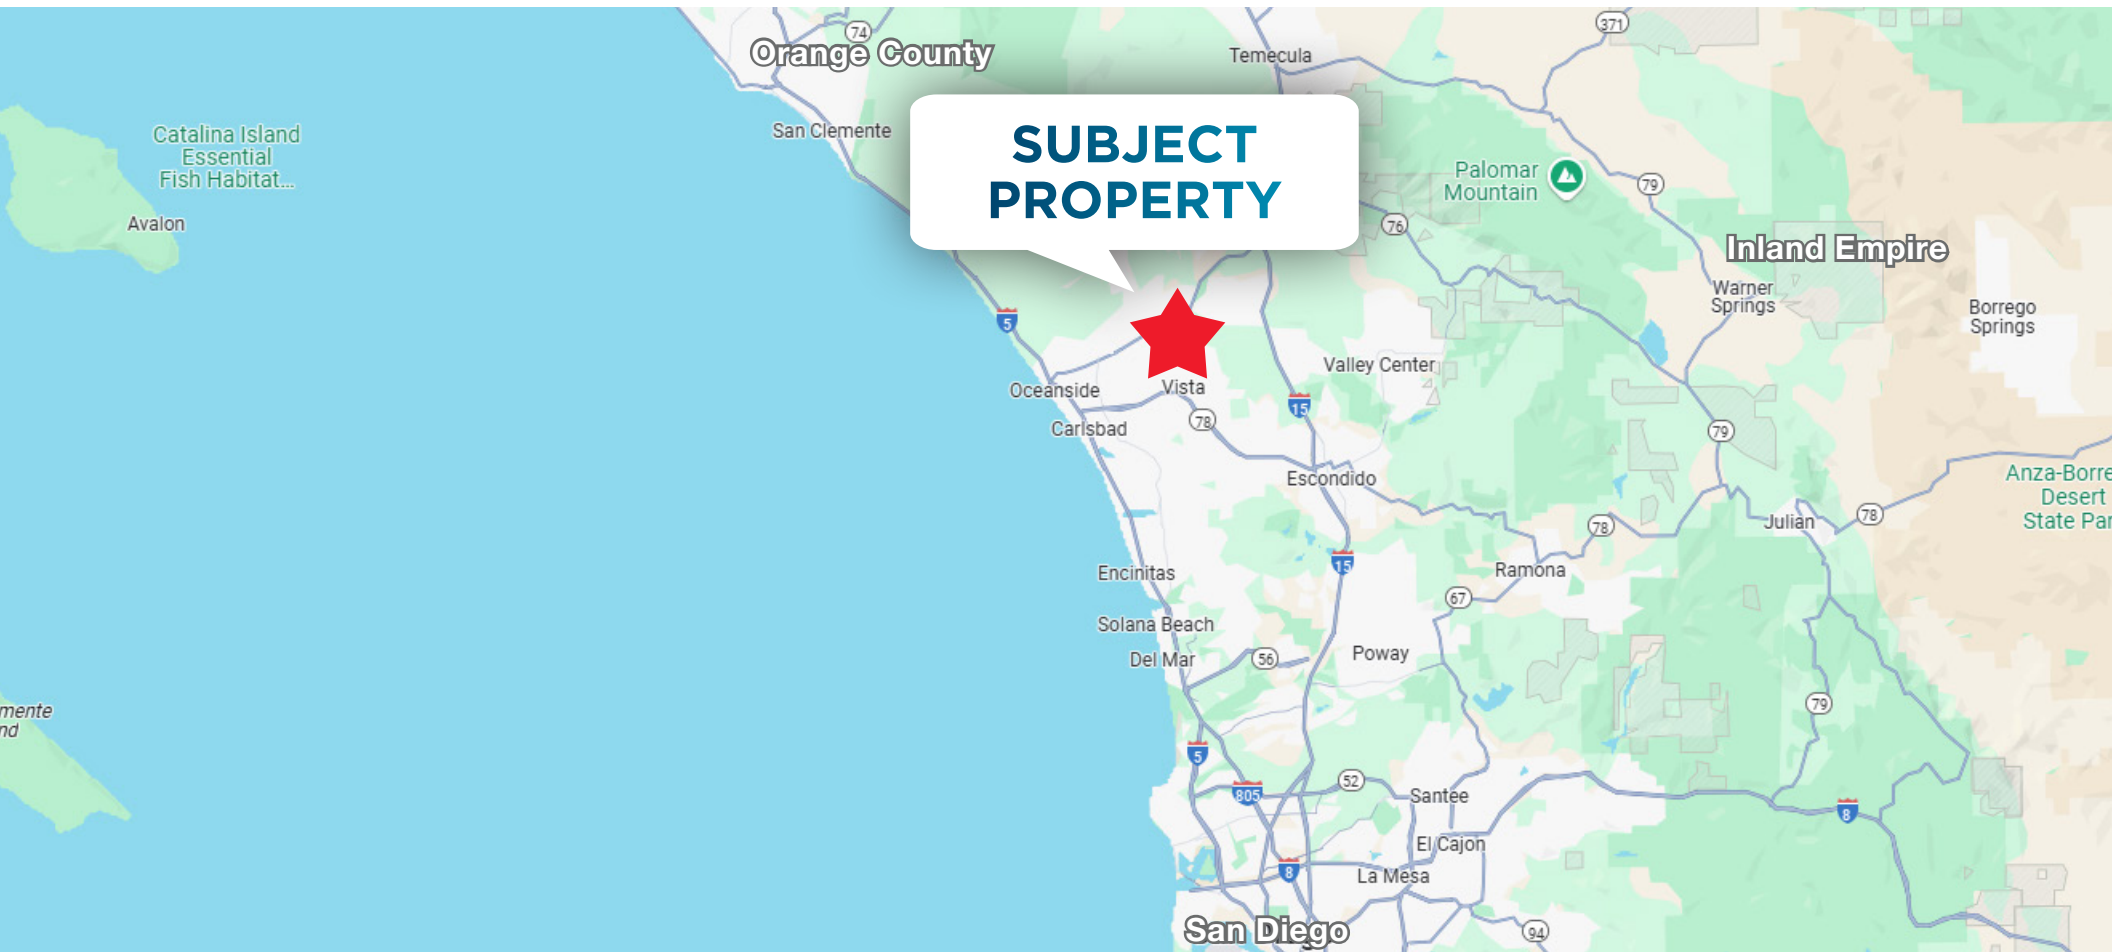 371
74
Orange County
Temecula
San Clemente
Catalina Island
Essential
Fish Habitat...
Avalon
SUBJECT
PROPERTY
Palomar
Mountain
79
76
Inland Empire
Warner
Springs
Borrego
Springs
5
Valley Center
Oceanside
Vista
15
78
Carlsbad
79
Escondido
Anza-Borre
Desert
State Par
78
Julian
78
15
Encinitas
Ramona
67
Solana Beach
Del Mar
56
Poway
mente
nd
79
5
805
52
Santee
8
El Cajon
8
La Mesa
San Diego
94